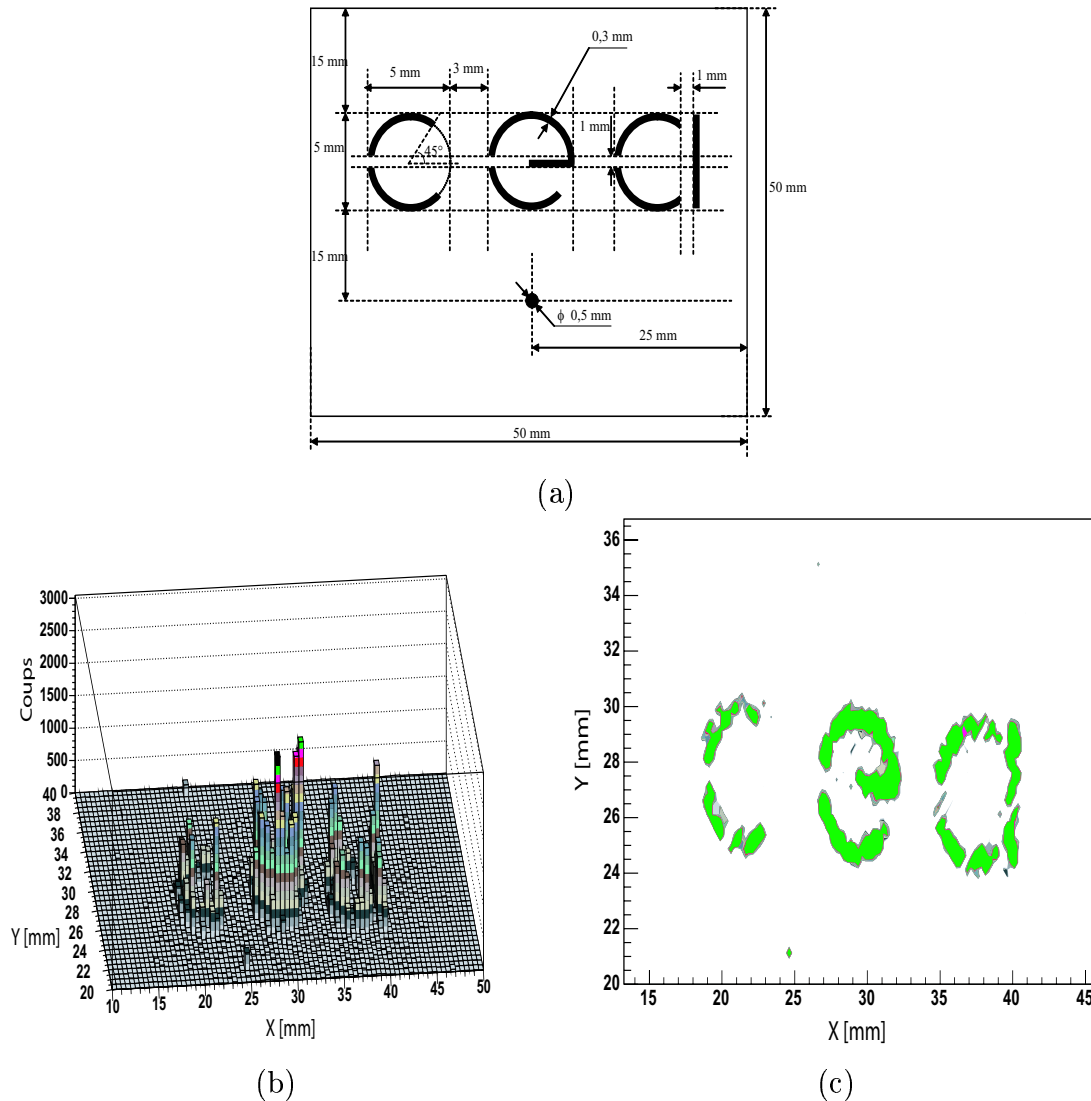 0,3 mm
15 mm
5 mm
3 mm
1 mm
1 mm
5 mm
45°
50 mm
15 mm
ϕ 0,5 mm
25 mm
50 mm
(a)
3000
2500
2000
1500
1000
500
0
Coups
40
38
36
34
32
30
28
26
24
22
20
Y [mm]
10
15
20
25
30
35
40
45
50
X [mm]
(b)
36
34
32
30
28
26
24
22
20
Y [mm]
15
20
25
30
35
40
45
X [mm]
(c)